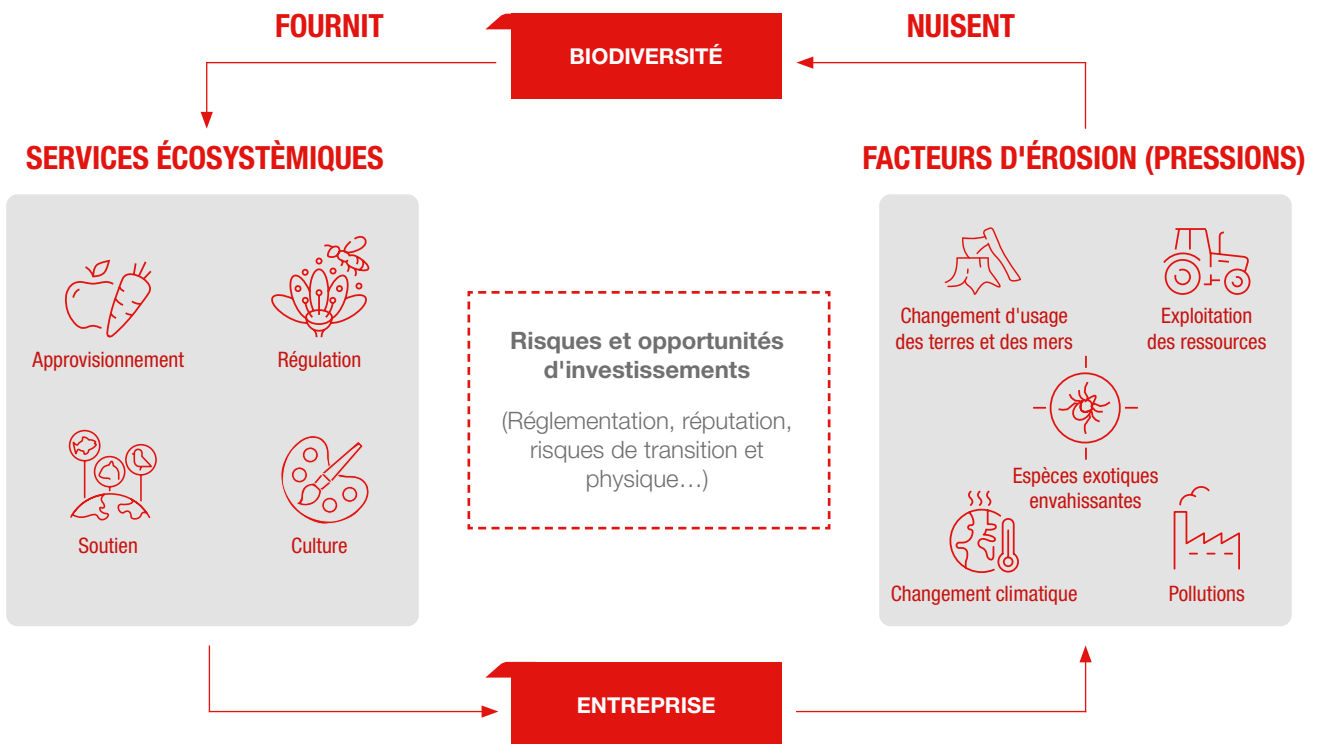 FOURNIT
BIODIVERSITÉ
NUISENT
SERVICES ÉCOSYSTÈMIQUES
Approvisionnement
Régulation
Soutien
Culture
Risques et opportunités
d'investissements
(Réglementation, réputation,
risques de transition et
physique…)
FACTEURS D'ÉROSION (PRESSIONS)
Changement d'usage
des terres et des mers
Exploitation
des ressources
Espèces exotiques
envahissantes
Changement climatique
Pollutions
ENTREPRISE